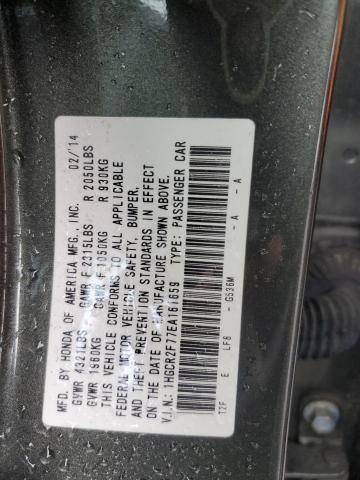 MFD. BY HONDA OF AMERICA MFG., INC. 02/14
GVWR 4321LBS GAWR F 2315LBS R 2050LBS
GVWR 1960KG GAWR F 1050KG R 930KG
THIS VEHICLE CONFORMS TO ALL APPLICABLE
FEDERAL MOTOR VEHICLE SAFETY, BUMPER,
AND THEFT PREVENTION STANDARDS IN EFFECT
ON THE DATE OF MANUFACTURE SHOWN ABOVE.
V.I.N.: 1HGCR2F77EA161659 TYPE: PASSENGER CAR
T2F E LF6 - G536M - A - A